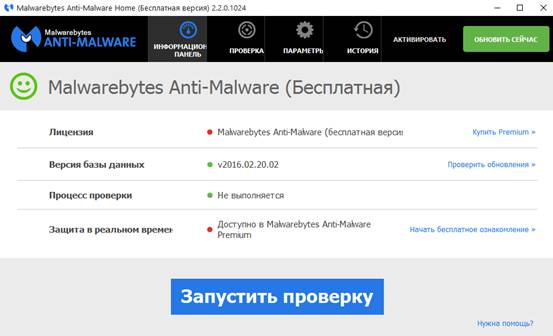 Malwarebytes Anti-Malware Home (Бесплатная версия) 2.2.0.1024
Malwarebytes
ANTI-MALWARE
ИНФОРМАЦИОН
ПАНЕЛЬ
ПРОВЕРКА
ПАРАМЕТРЬ
ИСТОРИЯ
АКТИВИРОВАТЬ
ОБНОВИТЬ СЕЙЧАС
Malwarebytes Anti-Malware (Бесплатная)
Лицензия
Malwarebytes Anti-Malware (бесплатная верси
Купить Premium »
Версия базы данных
v2016.02.20.02
Проверить обновления »
Процесс проверки
Не выполняется
Защита в реальном времен
Доступно в Malwarebytes Anti-Malware
Premium
Начать бесплатное ознакомление »
Запустить проверку
Нужна помощь?